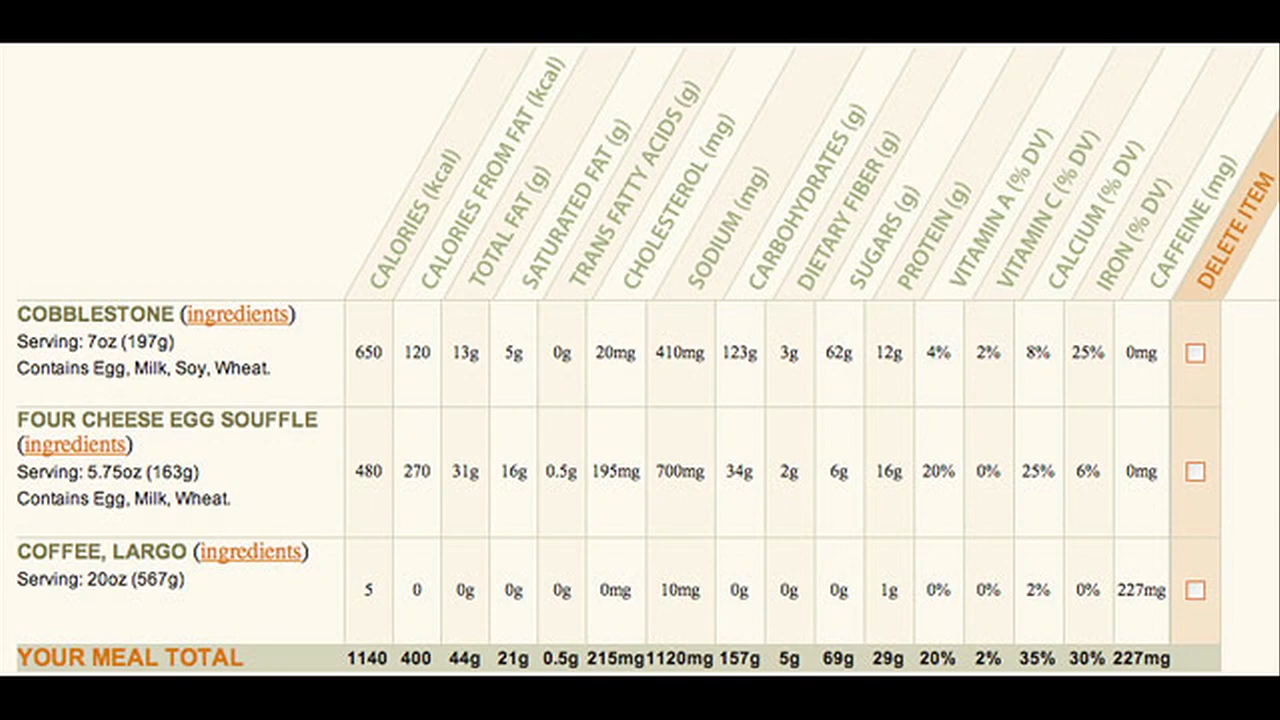 CALORIES (kcal)
CALORIES FROM FAT (kcal)
TOTAL FAT (g)
SATURATED FAT (g)
TRANS FATTY ACIDS (g)
CHOLESTEROL (mg)
SODIUM (mg)
CARBOHYDRATES (g)
DIETARY FIBER (g)
SUGARS (g)
PROTEIN (g)
VITAMIN A (% DV)
VITAMIN C (% DV)
CALCIUM (% DV)
IRON (% DV)
CAFFEINE (mg)
DELETE ITEM
COBBLESTONE (ingredients)
Serving: 7oz (197g)
Contains Egg, Milk, Soy, Wheat.
650 120 13g 5g 0g 20mg 410mg 123g 3g 62g 12g 4% 2% 8% 25% 0mg
FOUR CHEESE EGG SOUFFLE
(ingredients)
Serving: 5.75oz (163g)
Contains Egg, Milk, Wheat.
480 270 31g 16g 0.5g 195mg 700mg 34g 2g 6g 16g 20% 0% 25% 6% 0mg
COFFEE, LARGO (ingredients)
Serving: 20oz (567g)
5 0 0g 0g 0g 0mg 10mg 0g 0g 0g 1g 0% 0% 2% 0% 227mg
YOUR MEAL TOTAL 1140 400 44g 21g 0.5g 215mg 1120mg 157g 5g 69g 29g 20% 2% 35% 30% 227mg